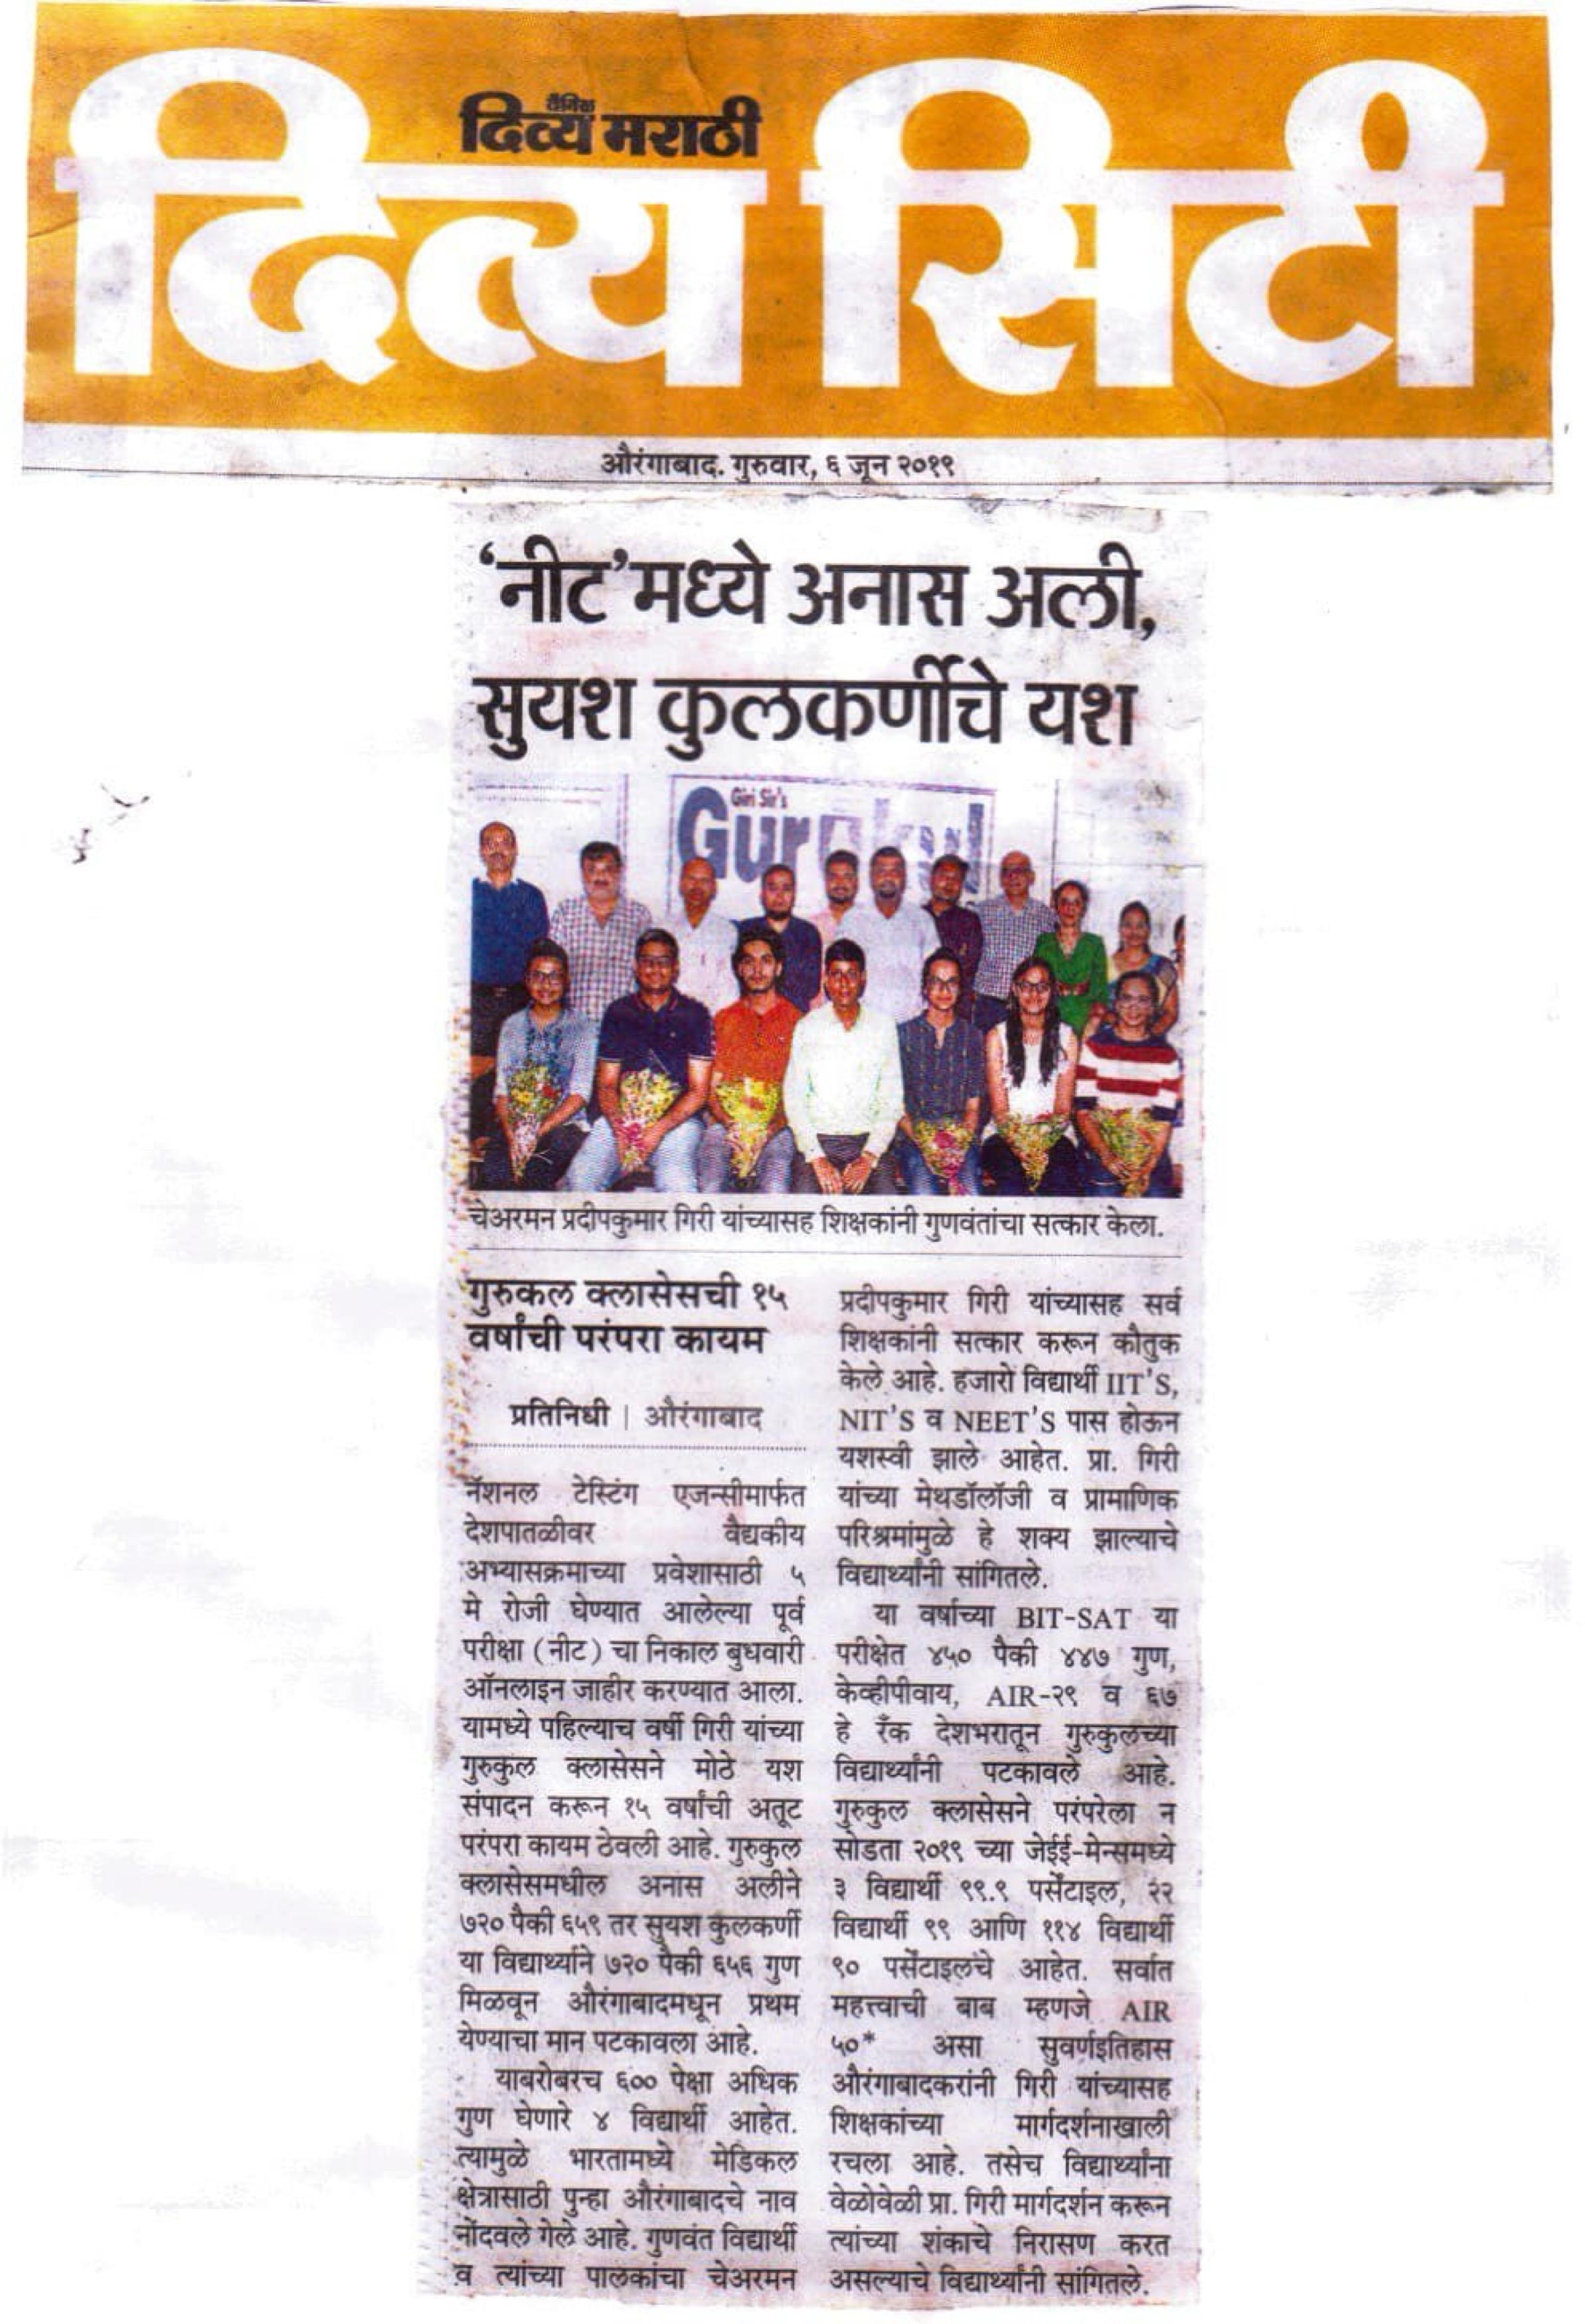 दैनिक
दिव्य मराठी
दिव्य सिटी
औरंगाबाद. गुरुवार, ६ जून २०१९
‘नीट’मध्ये अनास अली,
सुयश कुलकर्णीचे यश
Giri Sir's
Gurukul
चेअरमन प्रदीपकुमार गिरी यांच्यासह शिक्षकांनी गुणवंतांचा सत्कार केला.
गुरुकल क्लासेसची १५
वर्षांची परंपरा कायम
प्रतिनिधी | औरंगाबाद
नॅशनल टेस्टिंग एजन्सीमार्फत
देशपातळीवर वैद्यकीय
अभ्यासक्रमाच्या प्रवेशासाठी ५
मे रोजी घेण्यात आलेल्या पूर्व
परीक्षा (नीट) चा निकाल बुधवारी
ऑनलाइन जाहीर करण्यात आला.
यामध्ये पहिल्याच वर्षी गिरी यांच्या
गुरुकुल क्लासेसने मोठे यश
संपादन करून १५ वर्षांची अतूट
परंपरा कायम ठेवली आहे. गुरुकुल
क्लासेसमधील अनास अलीने
७२० पैकी ६५९ तर सुयश कुलकर्णी
या विद्यार्थ्याने ७२० पैकी ६५६ गुण
मिळवून औरंगाबादमधून प्रथम
येण्याचा मान पटकावला आहे.
याबरोबरच ६०० पेक्षा अधिक
गुण घेणारे ४ विद्यार्थी आहेत.
त्यामुळे भारतामध्ये मेडिकल
क्षेत्रासाठी पुन्हा औरंगाबादचे नाव
नोंदवले गेले आहे. गुणवंत विद्यार्थी
व त्यांच्या पालकांचा चेअरमन
प्रदीपकुमार गिरी यांच्यासह सर्व
शिक्षकांनी सत्कार करून कौतुक
केले आहे. हजारो विद्यार्थी IIT'S,
NIT'S व NEET'S पास होऊन
यशस्वी झाले आहेत. प्रा. गिरी
यांच्या मेथडॉलॉजी व प्रामाणिक
परिश्रमांमुळे हे शक्य झाल्याचे
विद्यार्थ्यांनी सांगितले.
या वर्षाच्या BIT-SAT या
परीक्षेत ४५० पैकी ४४७ गुण,
केव्हीपीवाय, AIR-२९ व ६७
हे रँक देशभरातून गुरुकुलच्या
विद्यार्थ्यांनी पटकावले आहे.
गुरुकुल क्लासेसने परंपरेला न
सोडता २०१९ च्या जेईई-मेन्समध्ये
३ विद्यार्थी ९९.९ पर्सेंटाइल, २२
विद्यार्थी ९९ आणि ११४ विद्यार्थी
९० पर्सेंटाइलचे आहेत. सर्वात
महत्त्वाची बाब म्हणजे AIR
५०* असा सुवर्णइतिहास
औरंगाबादकरांनी गिरी यांच्यासह
शिक्षकांच्या मार्गदर्शनाखाली
रचला आहे. तसेच विद्यार्थ्यांना
वेळोवेळी प्रा. गिरी मार्गदर्शन करून
त्यांच्या शंकाचे निरासण करत
असल्याचे विद्यार्थ्यांनी सांगितले.